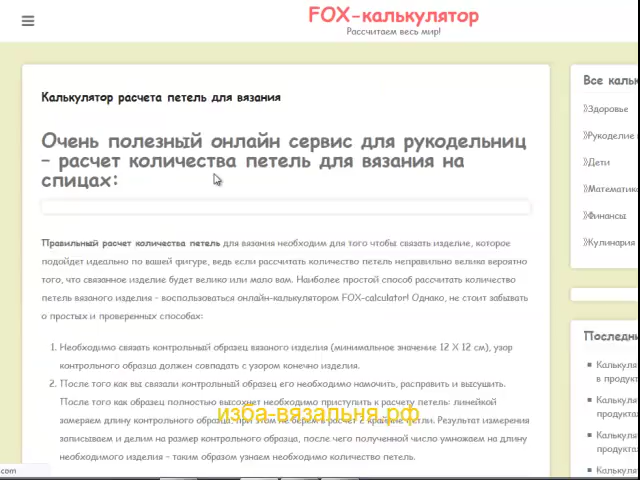 FOX-калькулятор
Рассчитаем весь мир!
Калькулятор расчета петель для вязания
Очень полезный онлайн сервис для рукодельниц
– расчет количества петель для вязания на
спицах:
Правильный расчет количества петель для вязания необходим для того чтобы связать изделие, которое
подойдет идеально по вашей фигуре, ведь если рассчитать количество петель неправильно велика вероятно
того, что связанное изделие будет велико или мало вам. Наиболее простой способ рассчитать количество
петель вязаного изделия – воспользоваться онлайн-калькулятором FOX-calculator! Однако, не стоит забывать
о простых и проверенных способах:
1. Необходимо связать контрольный образец вязаного изделия (минимальное значение 12 Х 12 см), узор
контрольного образца должен совпадать с узором конечно изделия.
2. После того как вы связали контрольный образец его необходимо намочить, расправить и высушить.
После того как образец полностью высохнет необходимо приступить к расчету петель: линейкой
замеряем длину контрольного образца, при этом не берем в расчет 2 крайние петли. Результат измерения
записываем и делим на размер контрольного образца, после чего полученной число умножаем на длину
необходимого изделия – таким образом узнаем необходимо количество петель.
изба-вязальня.рф
Все каль
»Здоровье
»Рукоделие
»Дети
»Математик
»Финансы
»Кулинария
Последни
Калькуля
в продукт
Калькуля
продукта
Калькуля
продукта
Калькуля
.com